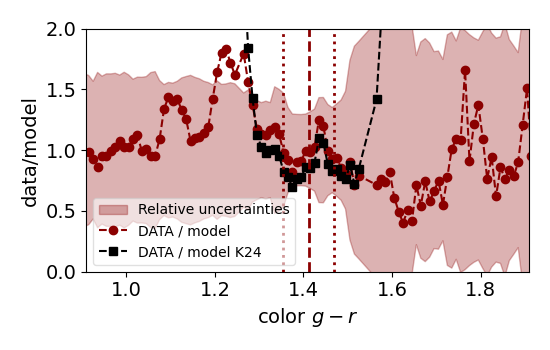 2.0
1.5
1.0
0.5
0.0
data/model
Relative uncertainties
DATA / model
DATA / model K24
1.0 1.2 1.4 1.6 1.8
color g − r